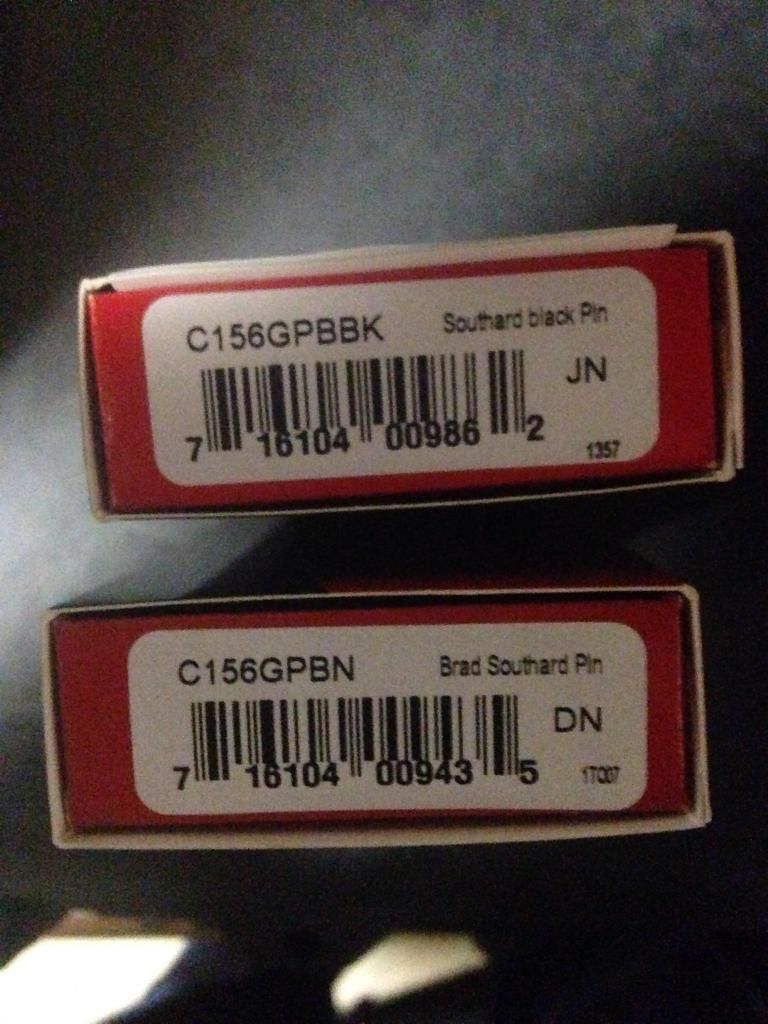 C156GPBBK Southard black Pin
JN
7 16104 00986 2
1357
C156GPBN Brad Southard Pin
DN
7 16104 00943 5